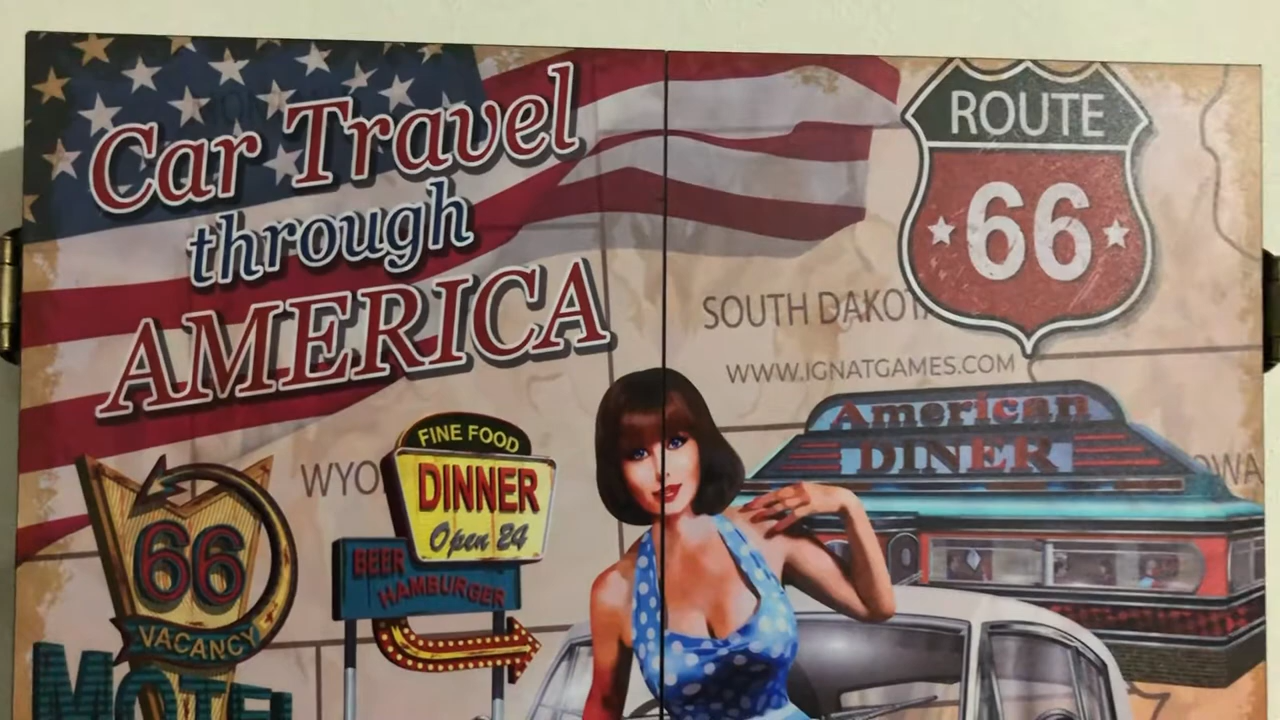 Car Travel
through
AMERICA
ROUTE
66
SOUTH DAKOT
WWW.IGNATGAMES.COM
American
DINER
FINE FOOD
DINNER
Open 24
WYO
OWA
BEER
HAMBURGER
66
VACANCY
MOTEL